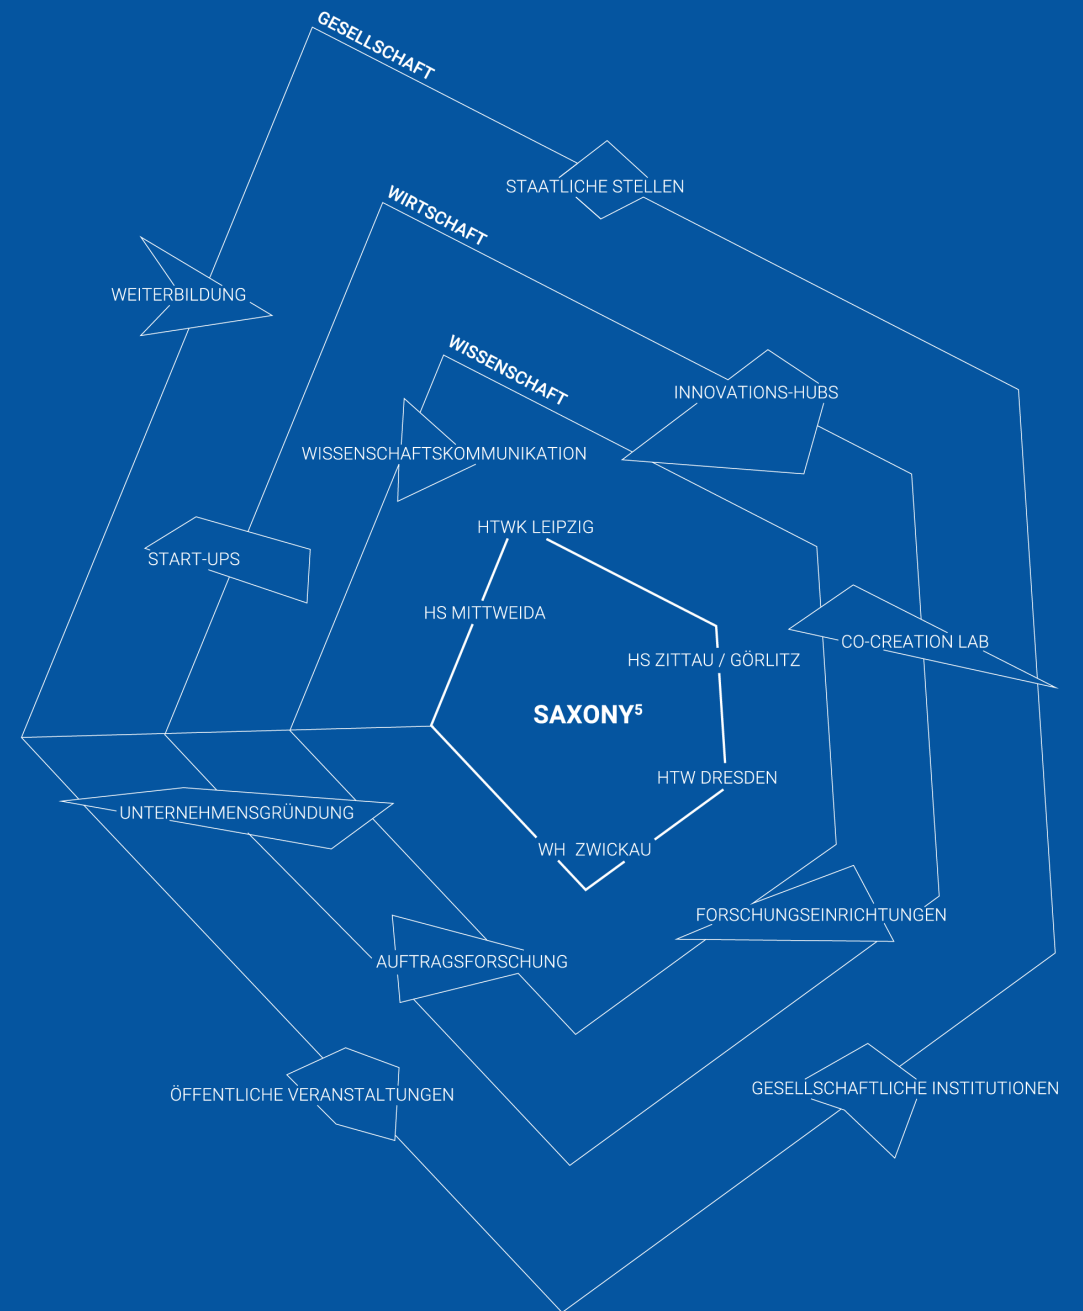 GESELLSCHAFT
STAATLICHE STELLEN
WIRTSCHAFT
WEITERBILDUNG
WISSENSCHAFT
INNOVATIONS-HUBS
WISSENSCHAFTSKOMMUNIKATION
HTWK LEIPZIG
START-UPS
HS MITTWEIDA
CO-CREATION LAB
HS ZITTAU / GÖRLITZ
SAXONY⁵
HTW DRESDEN
UNTERNEHMENSGRÜNDUNG
WH ZWICKAU
FORSCHUNGSEINRICHTUNGEN
AUFTRAGSFORSCHUNG
GESELLSCHAFTLICHE INSTITUTIONEN
ÖFFENTLICHE VERANSTALTUNGEN